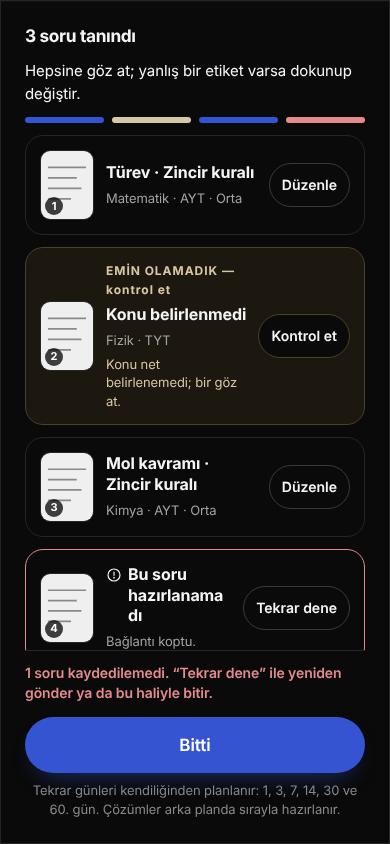 3 soru tanındı
Hepsine göz at; yanlış bir etiket varsa dokunup
değiştir.
1
Türev · Zincir kuralı
Matematik · AYT · Orta
Düzenle
2
EMİN OLAMADIK —
kontrol et
Konu belirlenmedi
Fizik · TYT
Konu net
belirlenemedi; bir göz
at.
Kontrol et
3
Mol kavramı ·
Zincir kuralı
Kimya · AYT · Orta
Düzenle
4
Bu soru
hazırlanama
dı
Bağlantı koptu.
Tekrar dene
1 soru kaydedilemedi. “Tekrar dene” ile yeniden
gönder ya da bu haliyle bitir.
Bitti
Tekrar günleri kendiliğinden planlanır: 1, 3, 7, 14, 30 ve
60. gün. Çözümler arka planda sırayla hazırlanır.